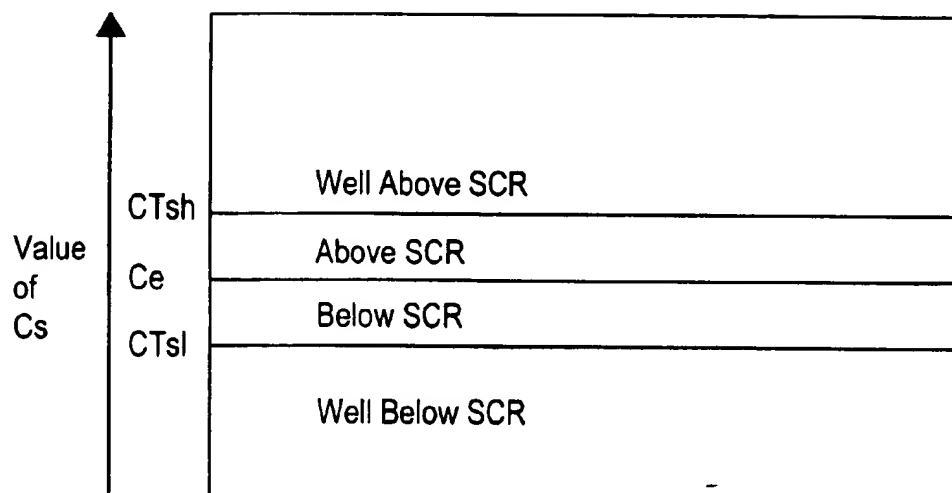 Well Above SCR
CTsh
Above SCR
Value
of
Cs
Ce
Below SCR
CTsl
Well Below SCR